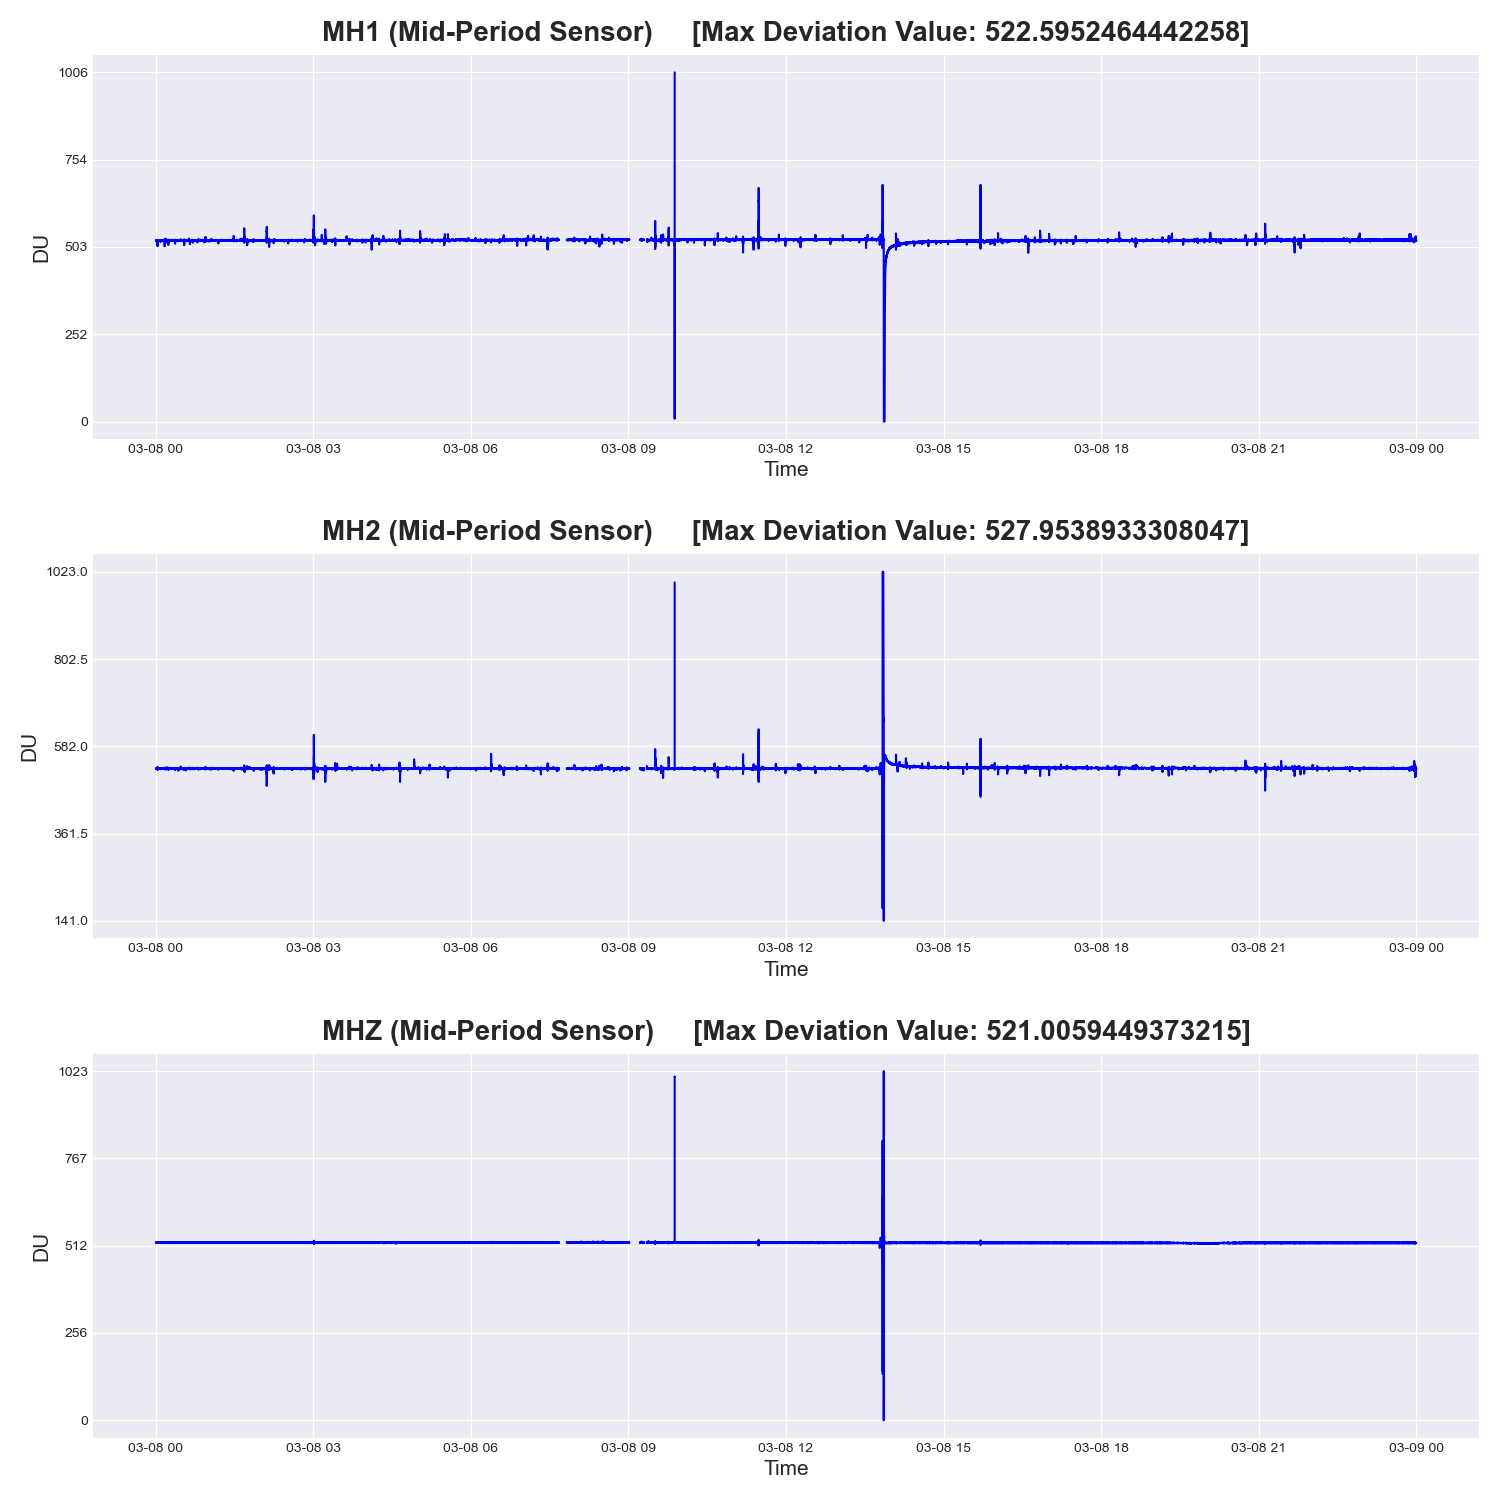 MH1 (Mid-Period Sensor) [Max Deviation Value: 522.5952464442258]
1006
754
503
252
0
DU
03-08 00 03-08 03 03-08 06 03-08 09 03-08 12 03-08 15 03-08 18 03-08 21 03-09 00
Time
MH2 (Mid-Period Sensor) [Max Deviation Value: 527.9538933308047]
1023.0
802.5
582.0
361.5
141.0
DU
03-08 00 03-08 03 03-08 06 03-08 09 03-08 12 03-08 15 03-08 18 03-08 21 03-09 00
Time
MHZ (Mid-Period Sensor) [Max Deviation Value: 521.0059449373215]
1023
767
512
256
0
DU
03-08 00 03-08 03 03-08 06 03-08 09 03-08 12 03-08 15 03-08 18 03-08 21 03-09 00
Time